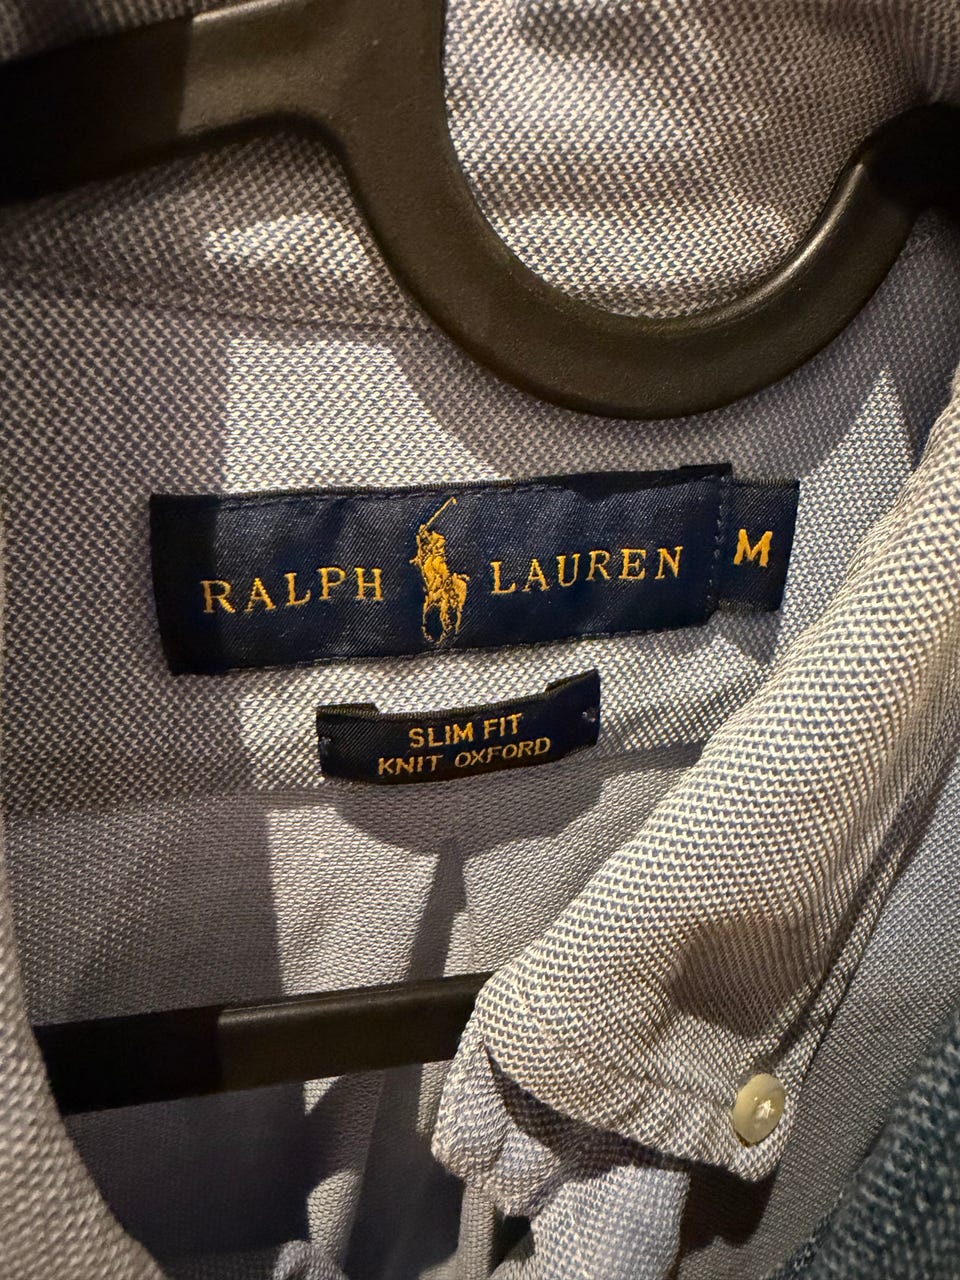 RALPH LAUREN M
SLIM FIT
KNIT OXFORD